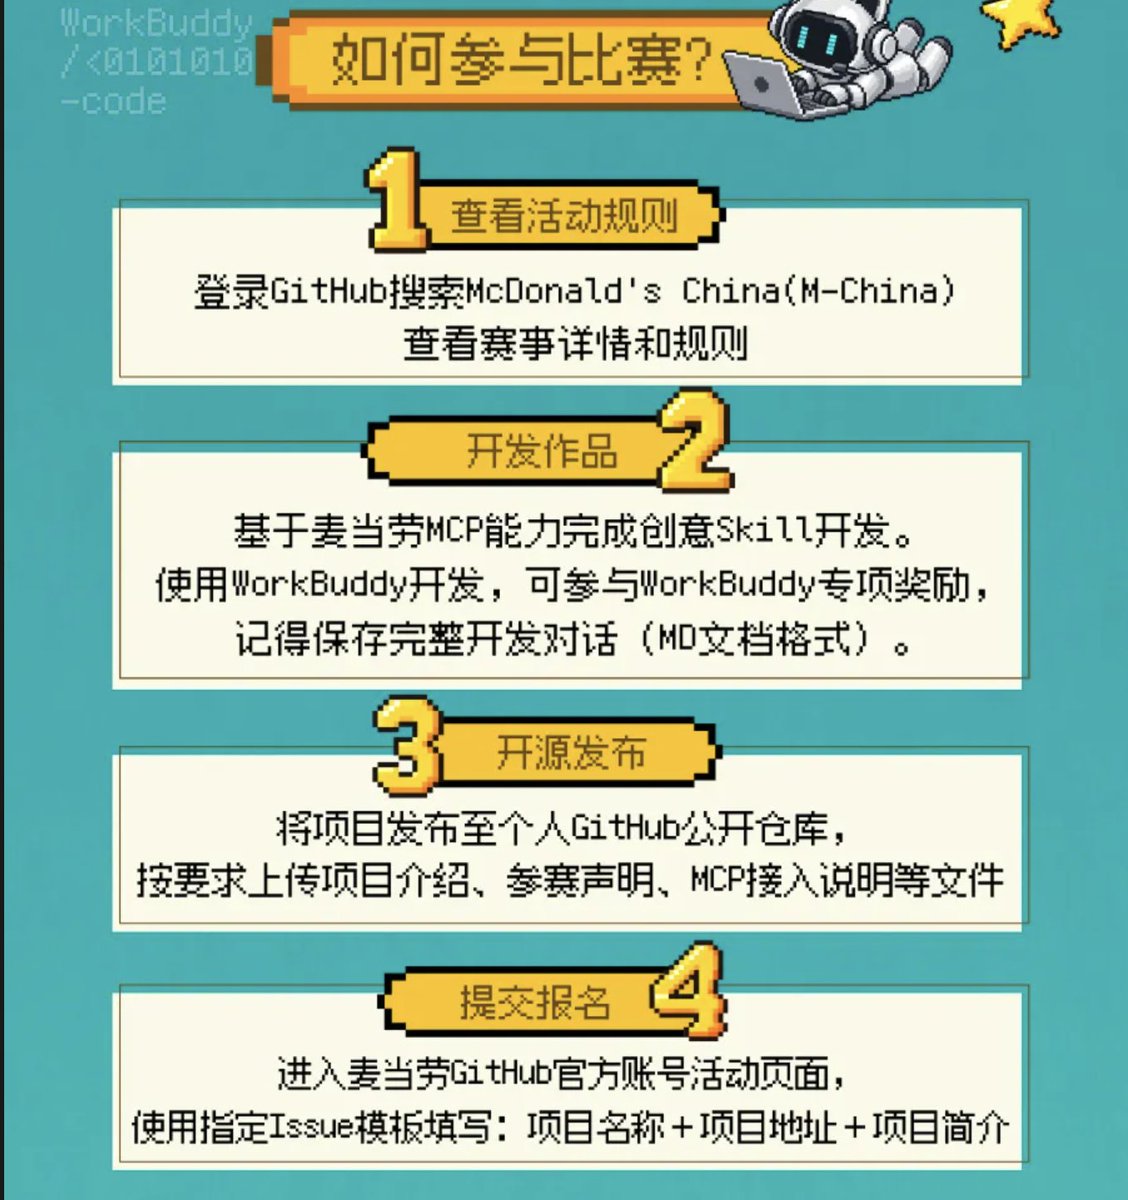 WorkBuddy
/<0101010
-code
如何参与比赛?
1 查看活动规则
登录GitHub搜索McDonald's China(M-China)
查看赛事详情和规则
开发作品 2
基于麦当劳MCP能力完成创意Skill开发。
使用WorkBuddy开发，可参与WorkBuddy专项奖励，
记得保存完整开发对话（MD文档格式）。
3 开源发布
将项目发布至个人GitHub公开仓库，
按要求上传项目介绍、参赛声明、MCP接入说明等文件
提交报名 4
进入麦当劳GitHub官方账号活动页面，
使用指定Issue模板填写：项目名称+项目地址+项目简介